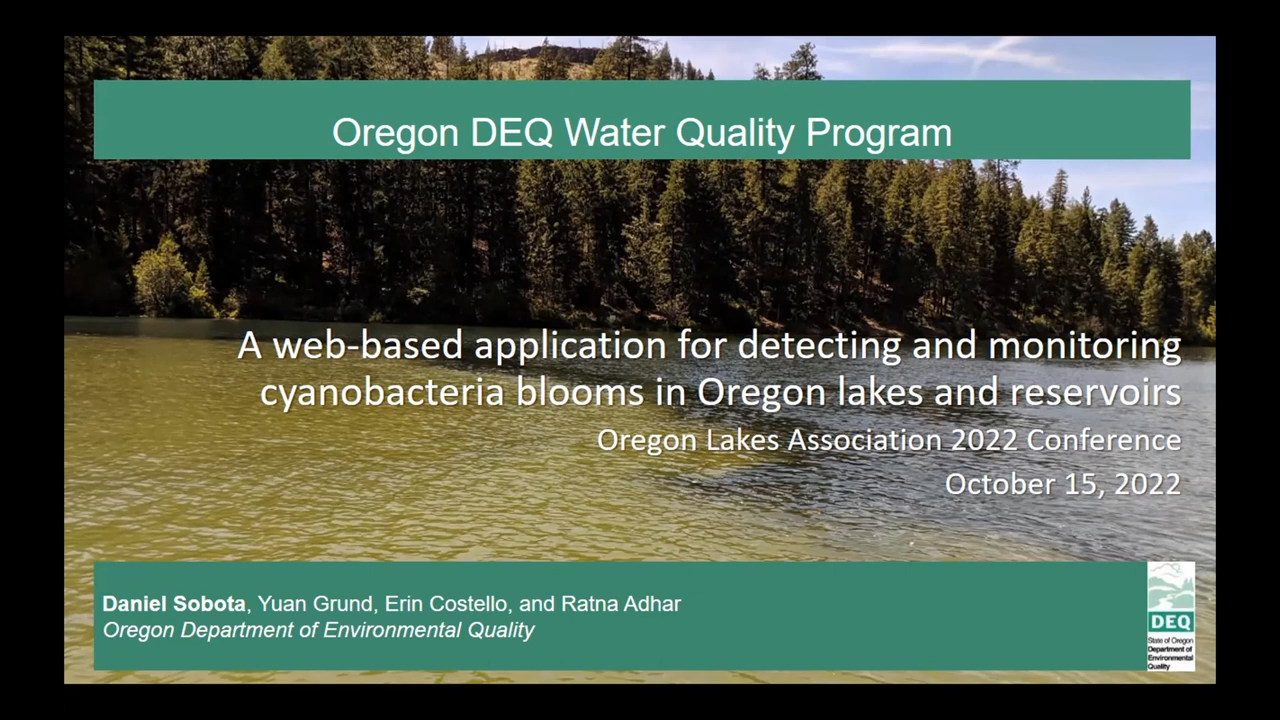 Oregon DEQ Water Quality Program
A web-based application for detecting and monitoring
cyanobacteria blooms in Oregon lakes and reservoirs
Oregon Lakes Association 2022 Conference
October 15, 2022
Daniel Sobota, Yuan Grund, Erin Costello, and Ratna Adhar
Oregon Department of Environmental Quality
DEQ
State of Oregon
Department of
Environmental
Quality